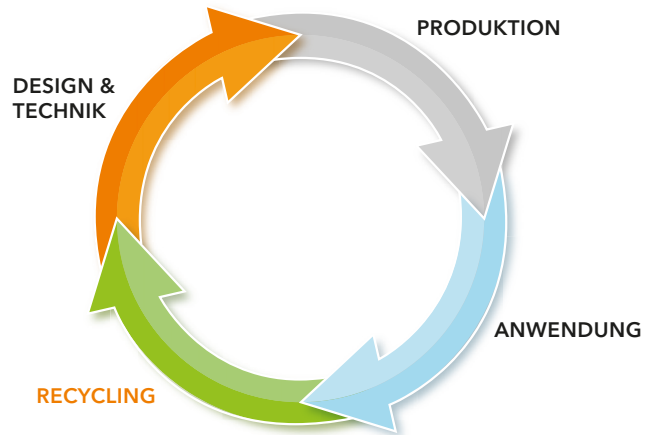 PRODUKTION
DESIGN &
TECHNIK
ANWENDUNG
RECYCLING